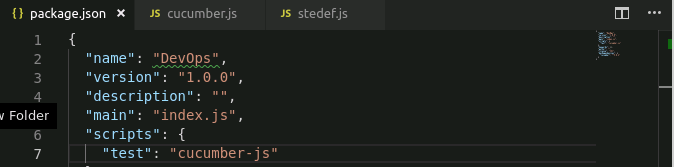 { } package.json × JS cucumber.js JS stedef.js ...
1 {
2 "name": "DevOps",
3 "version": "1.0.0",
4 "description": "",
w Folder "main": "index.js",
6 "scripts": {
7 "test": "cucumber-js"